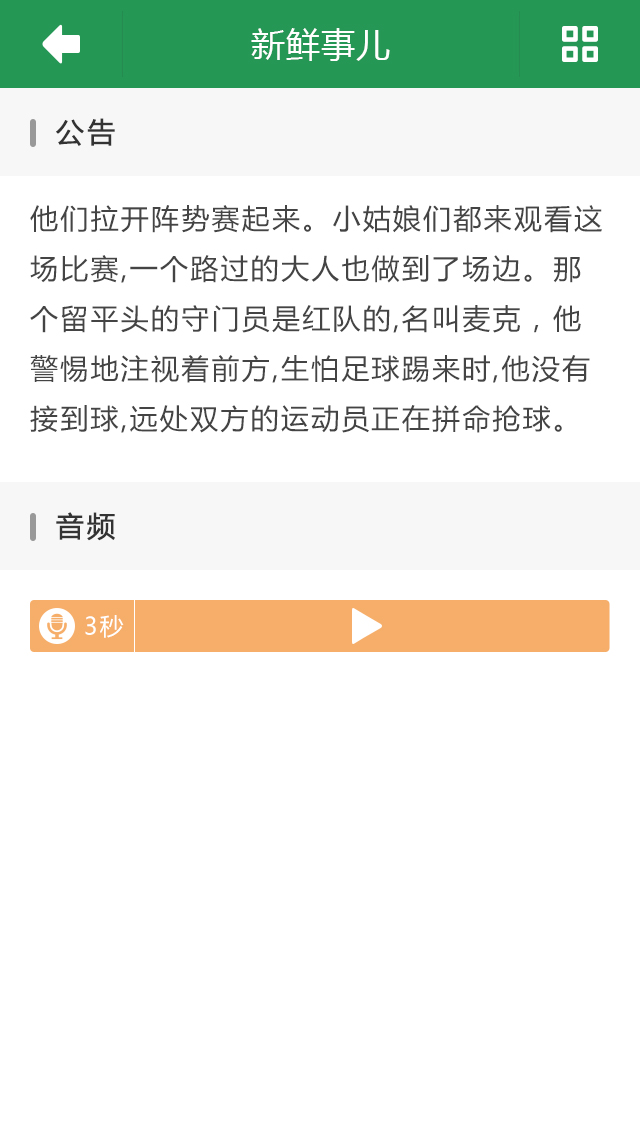 新鲜事儿
公告
他们拉开阵势赛起来。小姑娘们都来观看这
场比赛,一个路过的大人也做到了场边。那
个留平头的守门员是红队的,名叫麦克，他
警惕地注视着前方,生怕足球踢来时,他没有
接到球,远处双方的运动员正在拼命抢球。
音频
3秒